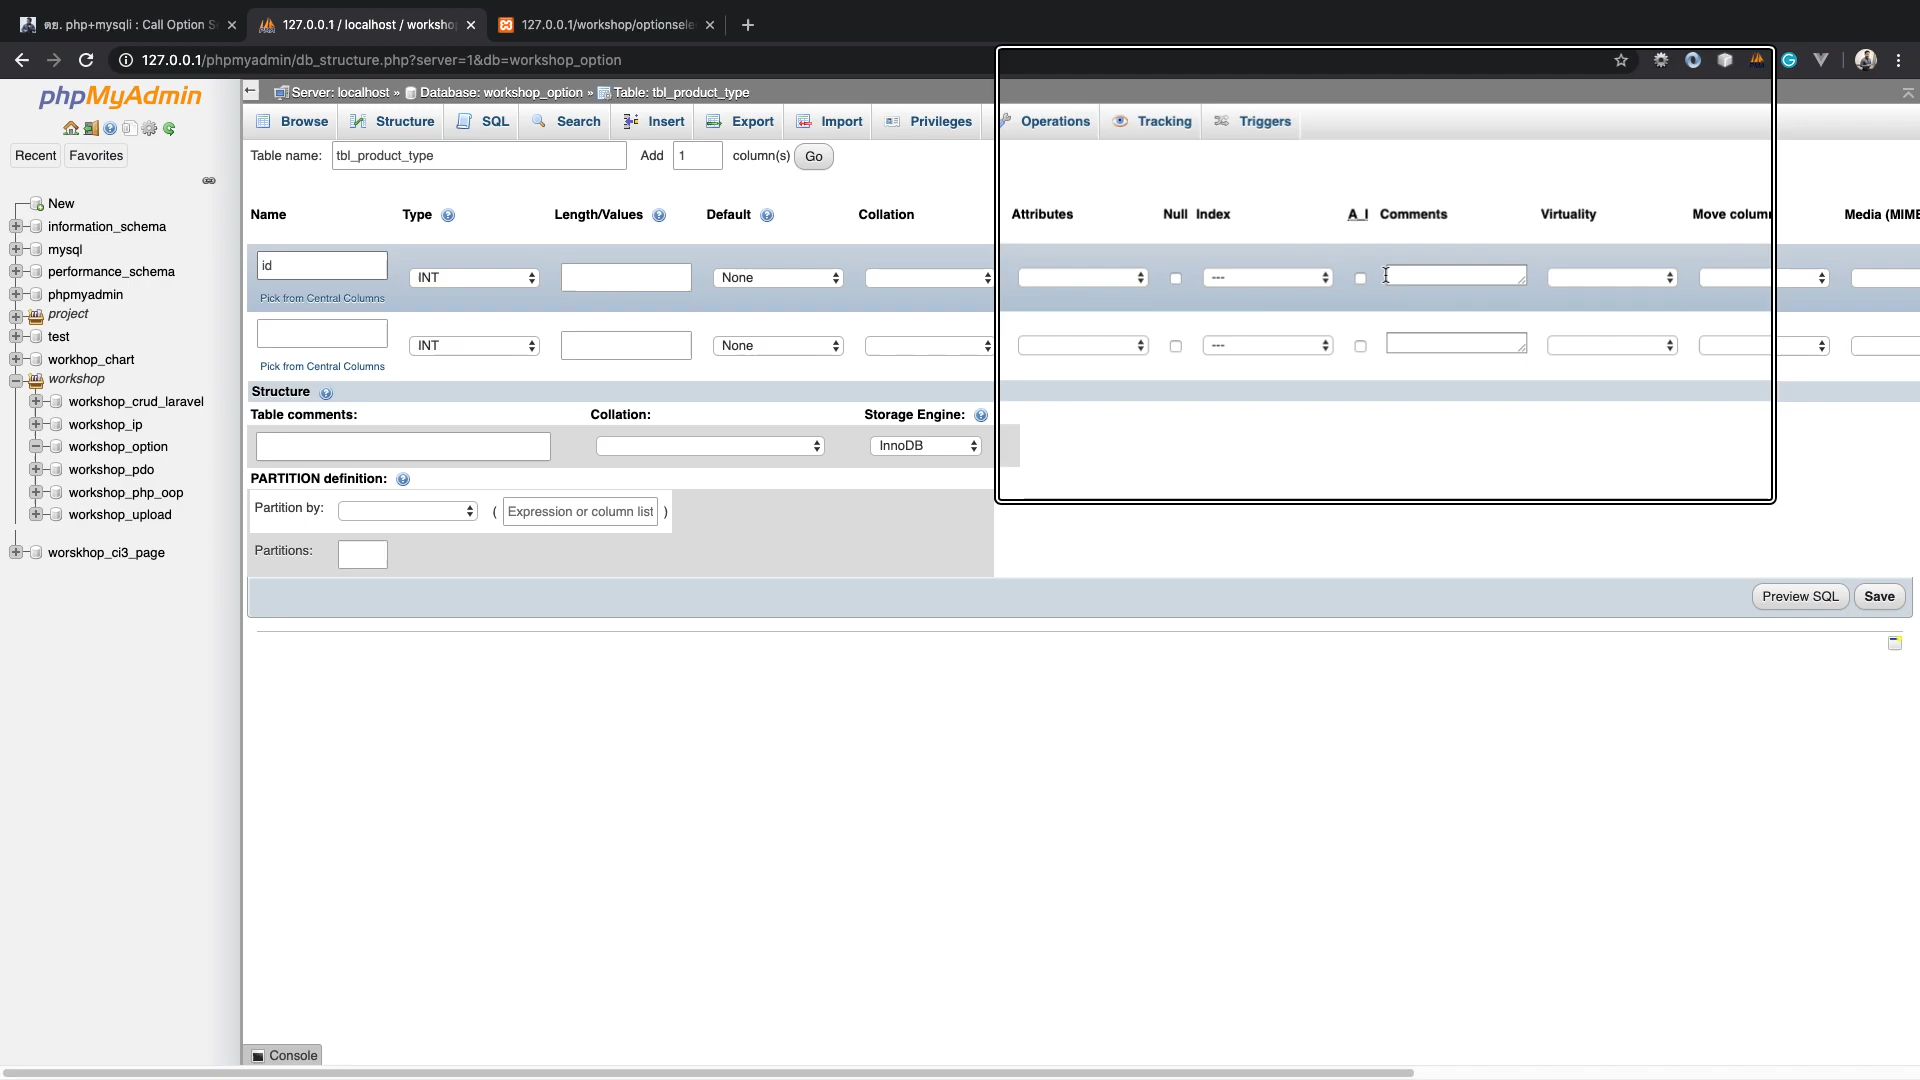 ตย. php+mysqli : Call Option S
127.0.0.1 / localhost / worksho
127.0.0.1/workshop/optionsele
127.0.0.1/phpmyadmin/db_structure.php?server=1&db=workshop_option
phpMyAdmin
Server: localhost » Database: workshop_option » Table: tbl_product_type
Browse Structure SQL Search Insert Export Import Privileges Operations Tracking Triggers
Recent Favorites
Table name: tbl_product_type Add 1 column(s) Go
New
information_schema
mysql
performance_schema
phpmyadmin
project
test
workhop_chart
workshop
workshop_crud_laravel
workshop_ip
workshop_option
workshop_pdo
workshop_php_oop
workshop_upload
worskhop_ci3_page
Name Type Length/Values Default Collation Attributes Null Index A_I Comments Virtuality Move column Media (MIME
id INT None ---
Pick from Central Columns
INT None ---
Pick from Central Columns
Structure
Table comments: Collation: Storage Engine:
InnoDB
PARTITION definition:
Partition by: ( Expression or column list )
Partitions:
Preview SQL Save
Console